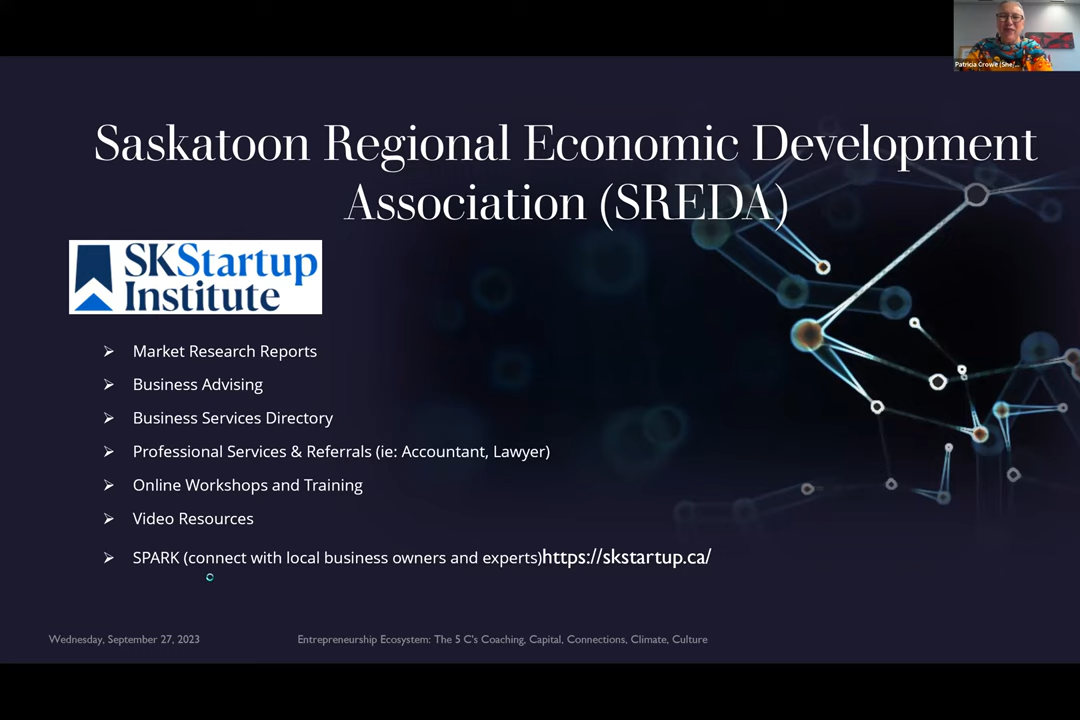 Patricia Crowe (She/...
Saskatoon Regional Economic Development
Association (SREDA)
SKStartup
Institute
Market Research Reports
Business Advising
Business Services Directory
Professional Services & Referrals (ie: Accountant, Lawyer)
Online Workshops and Training
Video Resources
SPARK (connect with local business owners and experts)https://skstartup.ca/
Wednesday, September 27, 2023
Entrepreneurship Ecosystem: The 5 C's Coaching, Capital, Connections, Climate, Culture